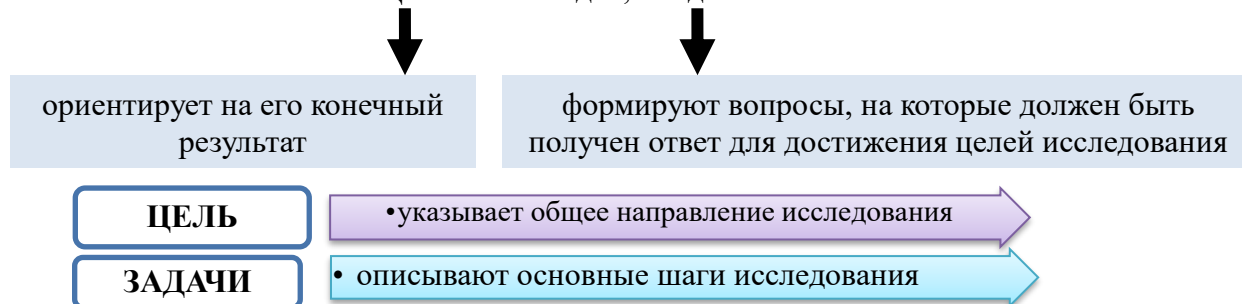 ориентирует на его конечный
результат
формируют вопросы, на которые должен быть
получен ответ для достижения целей исследования
ЦЕЛЬ
•указывает общее направление исследования
ЗАДАЧИ
• описывают основные шаги исследования